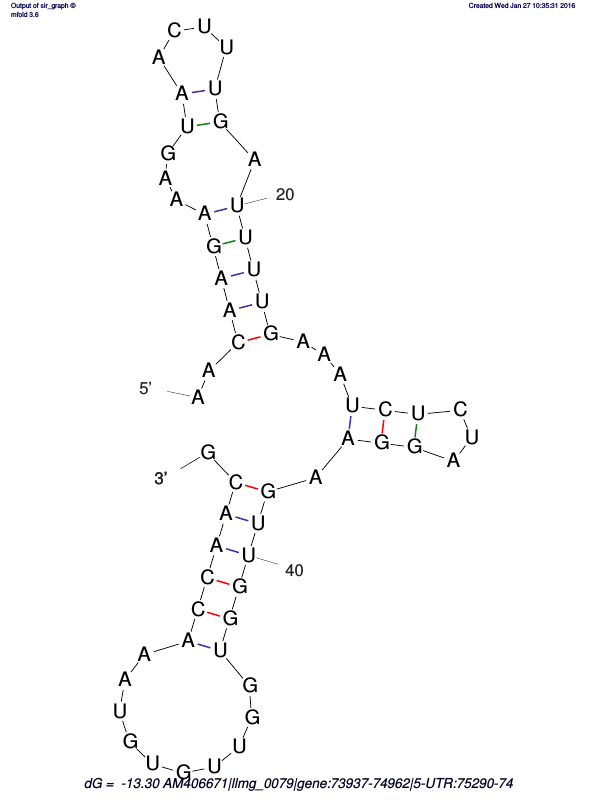 Output of sir_graph ©
mfold 3.6
Created Wed Jan 27 10:35:31 2016
C U
A U
A U
U G
G A
A
A A U 20
G U
A U
A U
C G A A
A A
5' A
U C U C
A G G A U
G A
3' C G
A U
A U 40
C G
C G
A U
A G
A G
U U
G U
U G
dG = -13.30 AM406671|llmg_0079|gene:73937-74962|5-UTR:75290-74